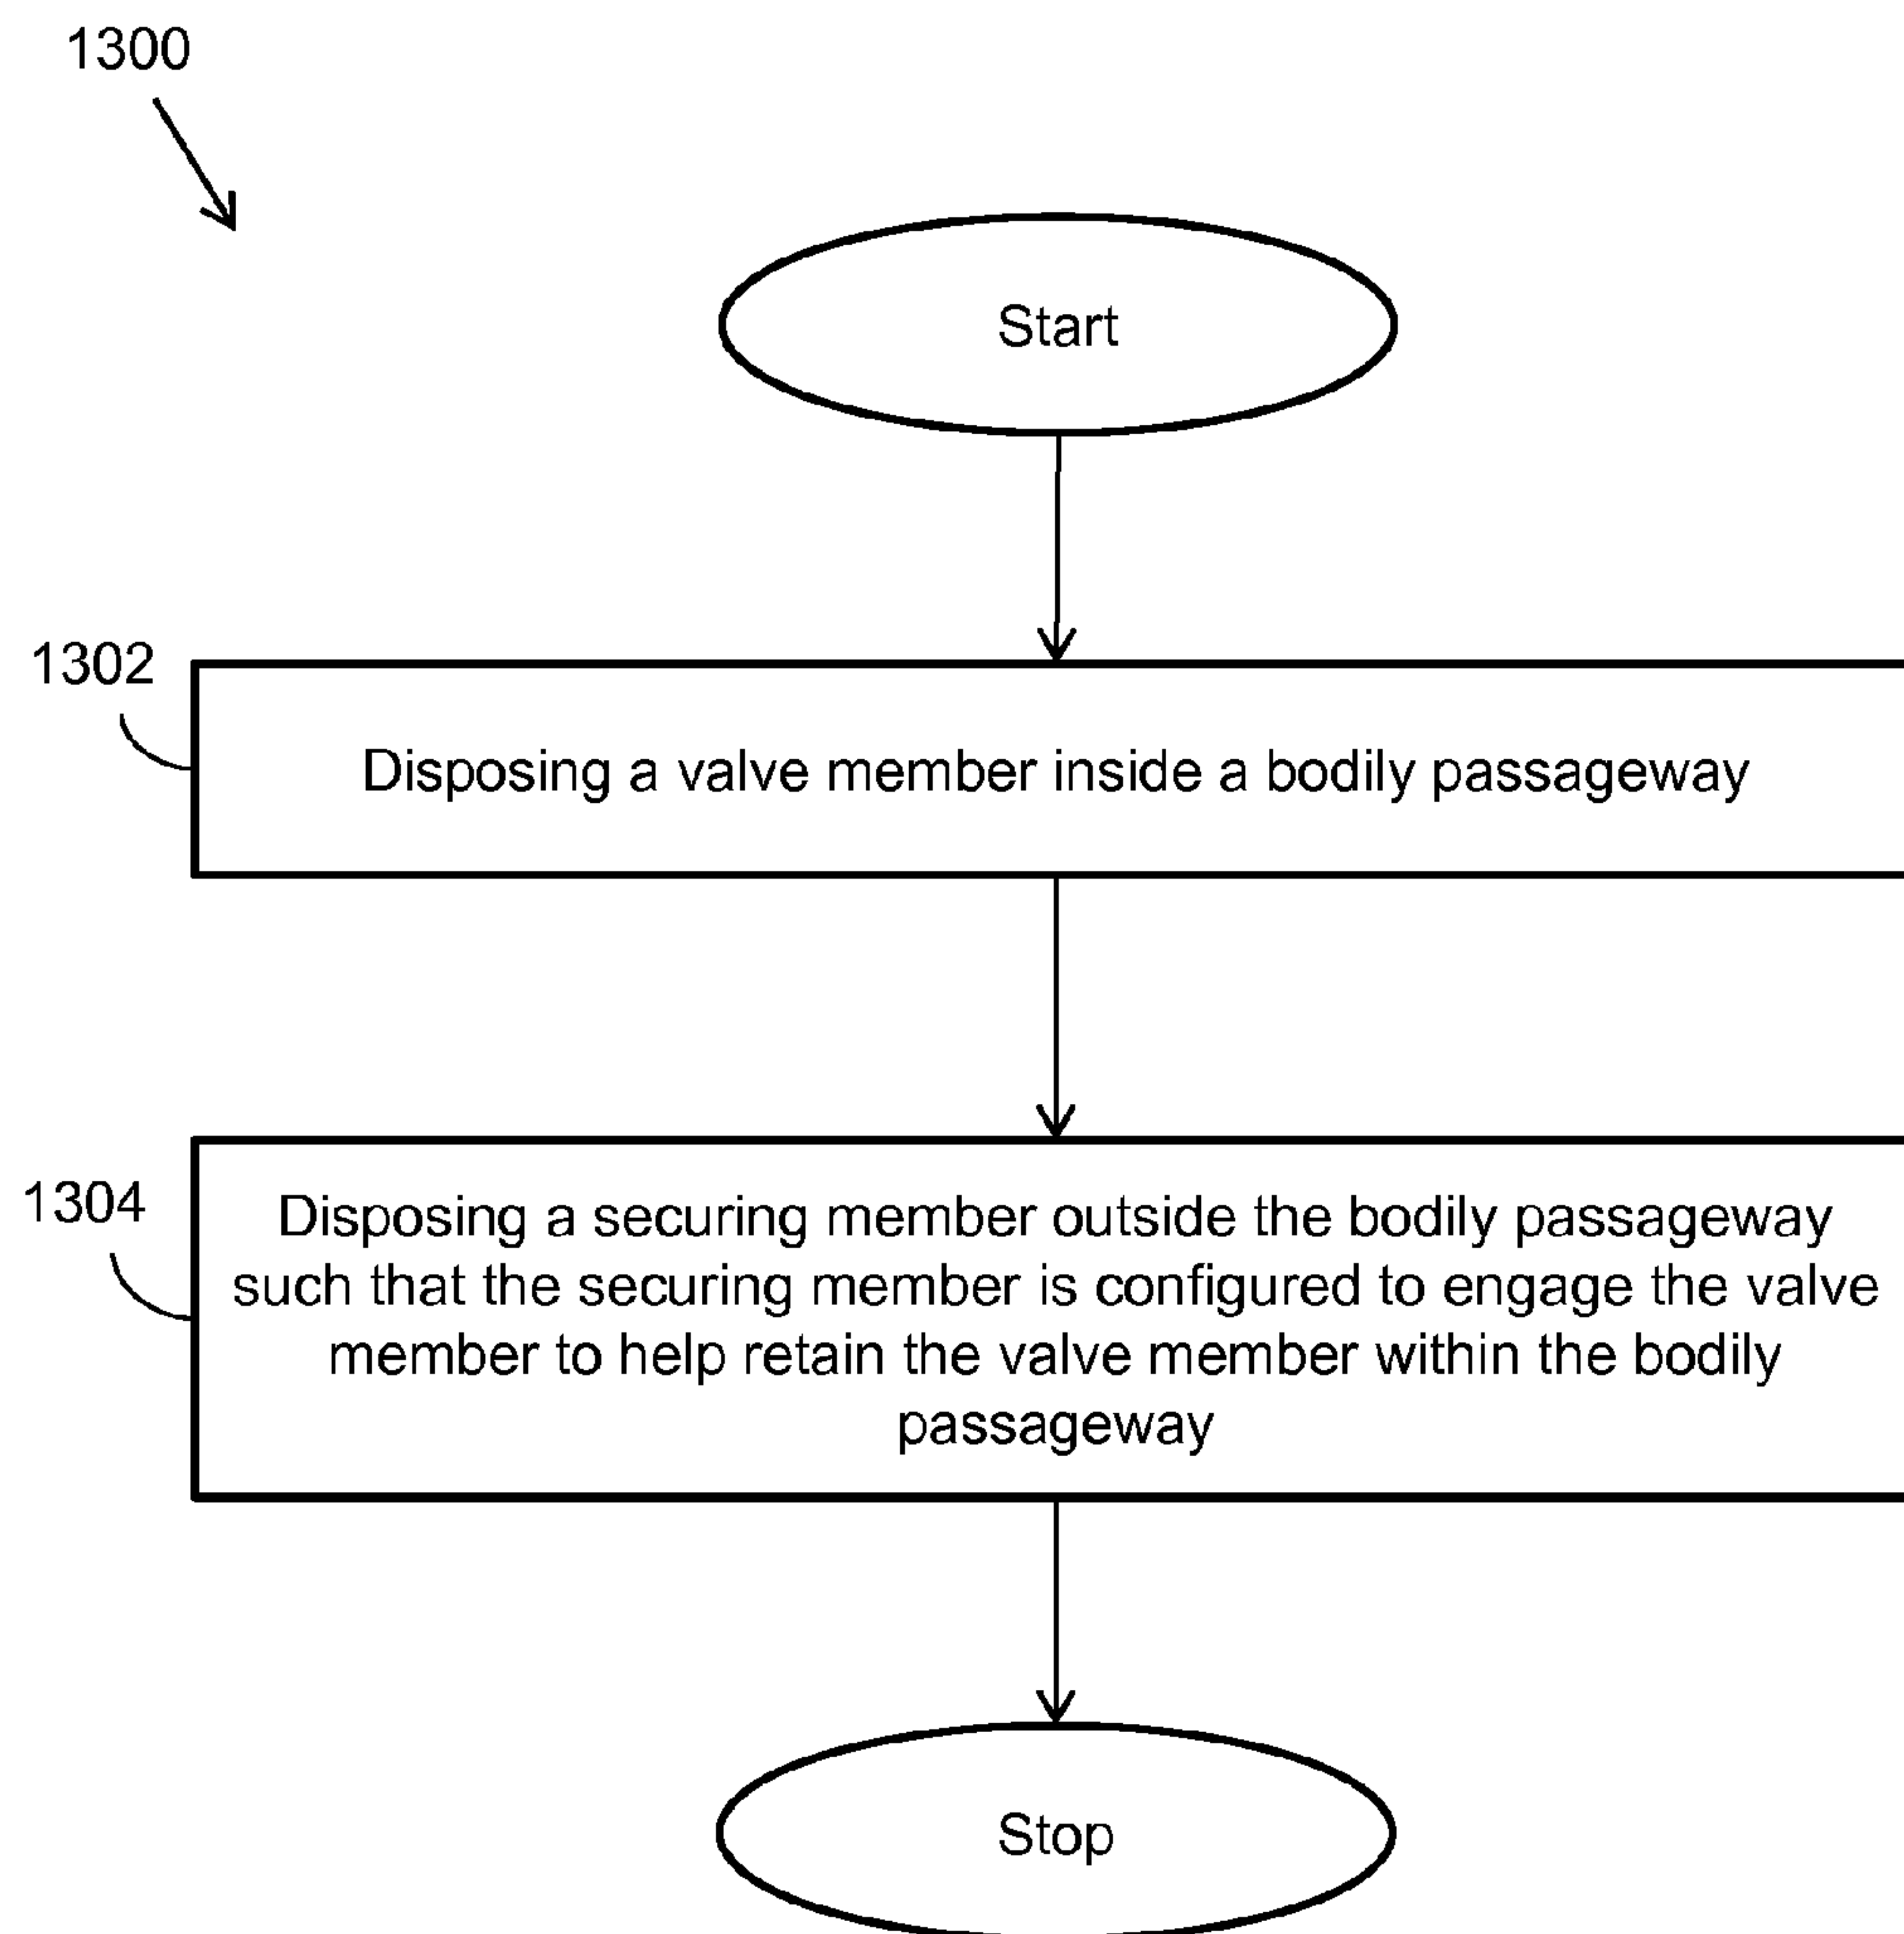 1300
Start
1302
Disposing a valve member inside a bodily passageway
1304
Disposing a securing member outside the bodily passageway
such that the securing member is configured to engage the valve
member to help retain the valve member within the bodily
passageway
Stop